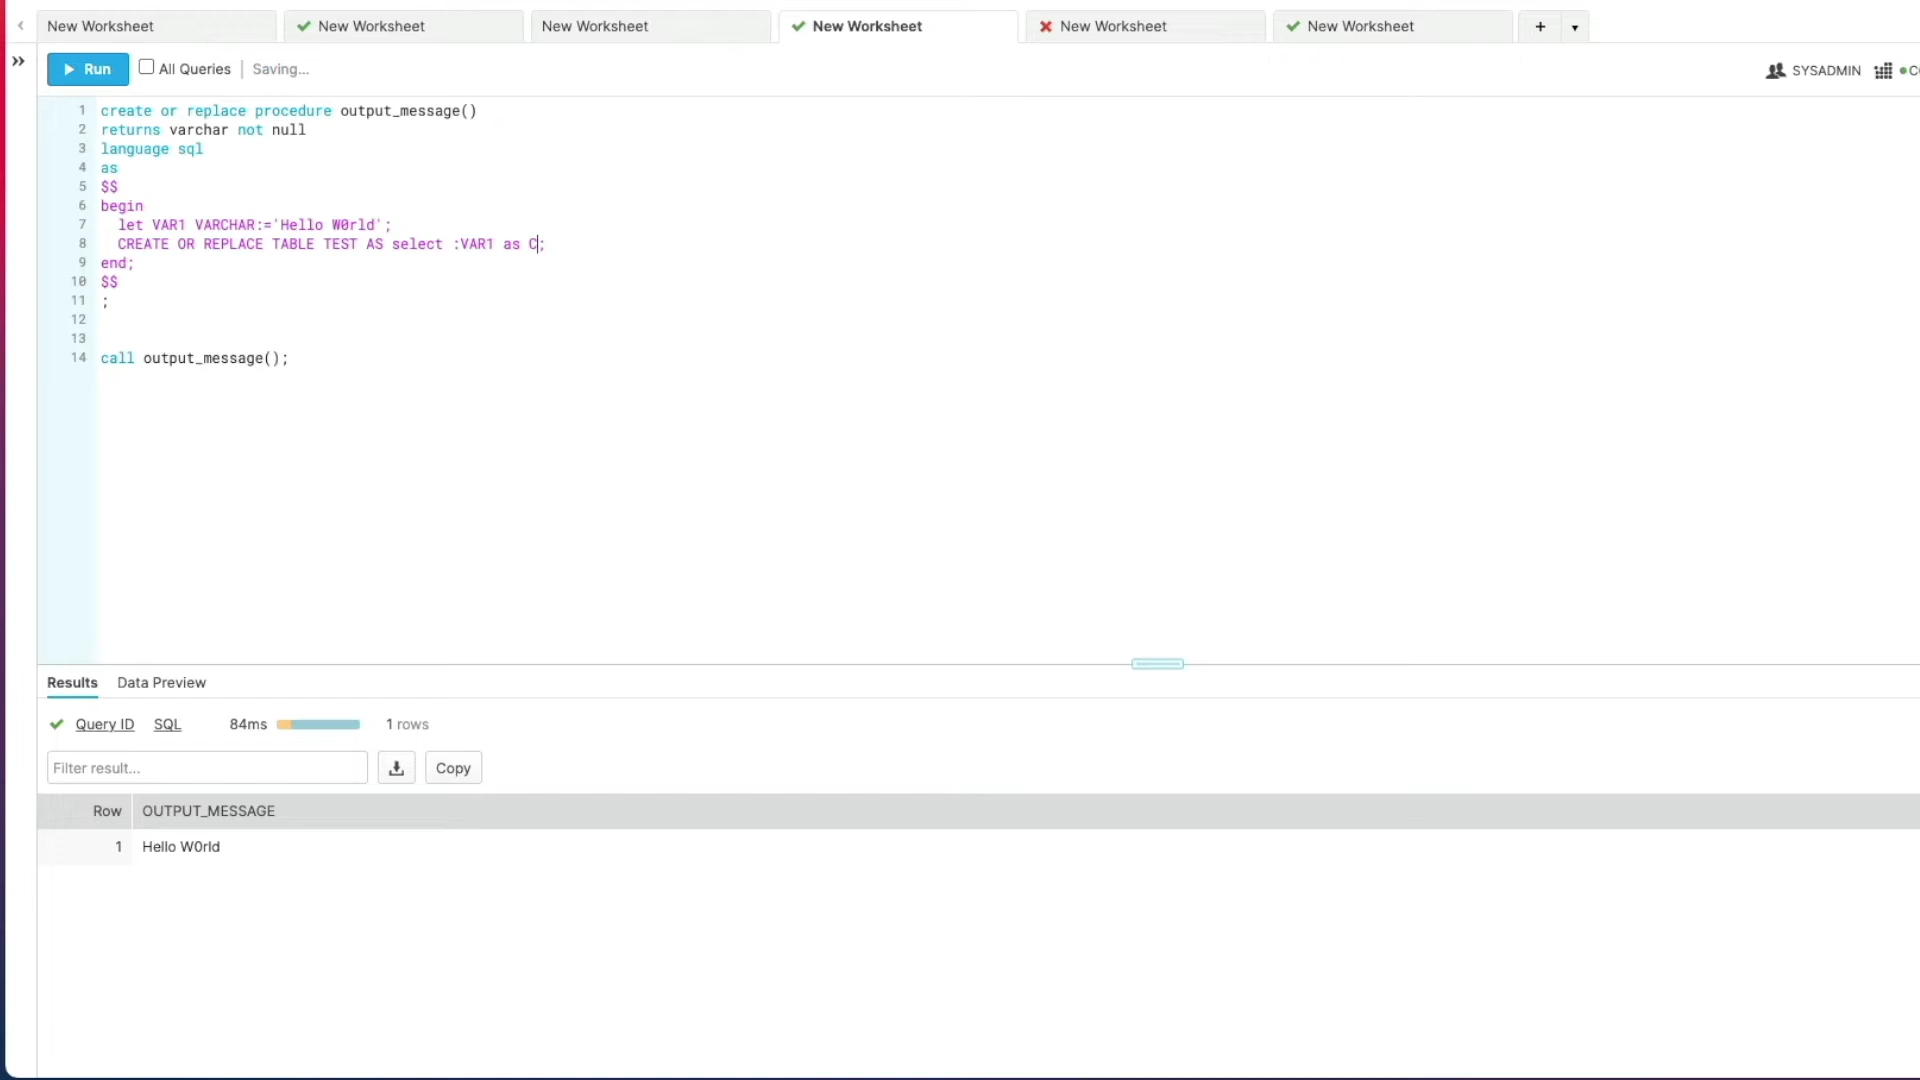 New Worksheet
New Worksheet
New Worksheet
New Worksheet
New Worksheet
New Worksheet
+
Run
All Queries
Saving...
SYSADMIN
1 create or replace procedure output_message()
2 returns varchar not null
3 language sql
4 as
5 $$
6 begin
7 let VAR1 VARCHAR:='Hello W0rld';
8 CREATE OR REPLACE TABLE TEST AS select :VAR1 as C;
9 end;
10 $$
11 ;
12
13
14 call output_message();
Results Data Preview
Query ID SQL 84ms 1 rows
Filter result... Copy
Row OUTPUT_MESSAGE
1 Hello W0rld